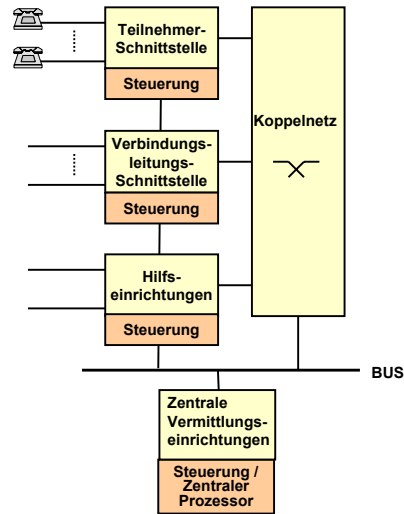 Teilnehmer-
Schnittstelle
Steuerung
Koppelnetz
Verbindungs-
leitungs-
Schnittstelle
Steuerung
Hilfs-
einrichtungen
Steuerung
BUS
Zentrale
Vermittlungs-
einrichtungen
Steuerung /
Zentraler
Prozessor